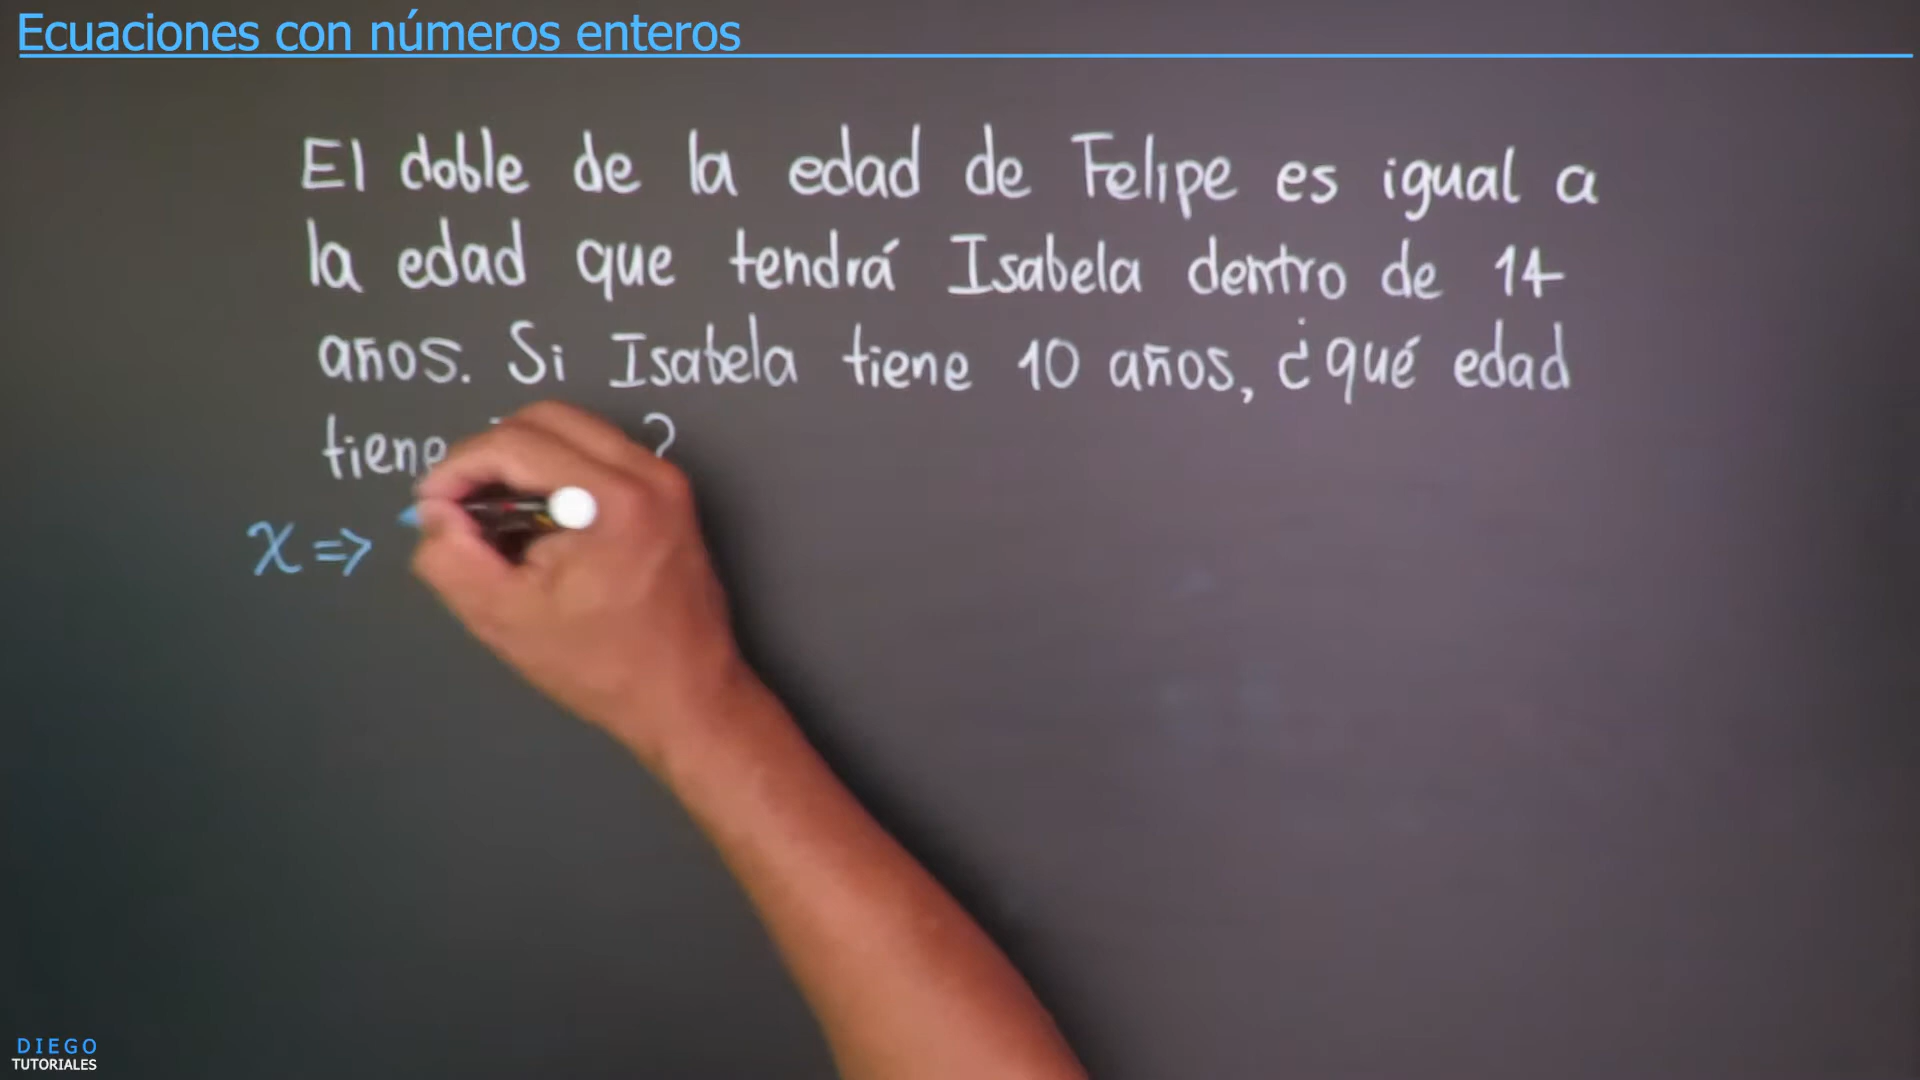 Ecuaciones con números enteros
El doble de la edad de Felipe es igual a
la edad que tendrá Isabela dentro de 14
años. Si Isabela tiene 10 años, ¿qué edad
tiene ?
x =>
DIEGO
TUTORIALES